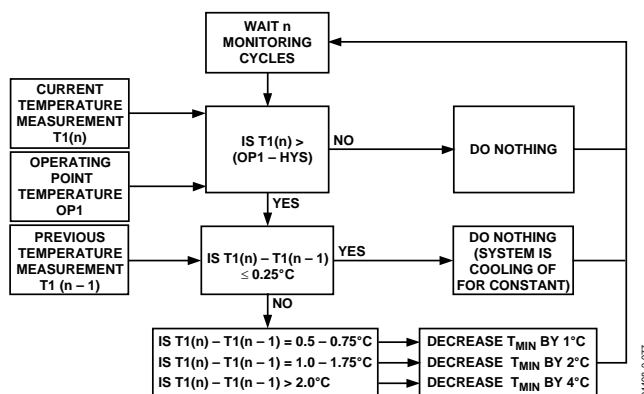 WAIT n
MONITORING
CYCLES
CURRENT
TEMPERATURE
MEASUREMENT
T1(n)
IS T1(n) >
(OP1 – HYS)
NO
DO NOTHING
OPERATING
POINT
TEMPERATURE
OP1
YES
PREVIOUS
TEMPERATURE
MEASUREMENT
T1 (n – 1)
IS T1(n) – T1(n – 1)
≤ 0.25°C
YES
DO NOTHING
(SYSTEM IS
COOLING OF
FOR CONSTANT)
NO
IS T1(n) – T1(n – 1) = 0.5 – 0.75°C
DECREASE TMIN BY 1°C
IS T1(n) – T1(n – 1) = 1.0 – 1.75°C
DECREASE TMIN BY 2°C
IS T1(n) – T1(n – 1) > 2.0°C
DECREASE TMIN BY 4°C